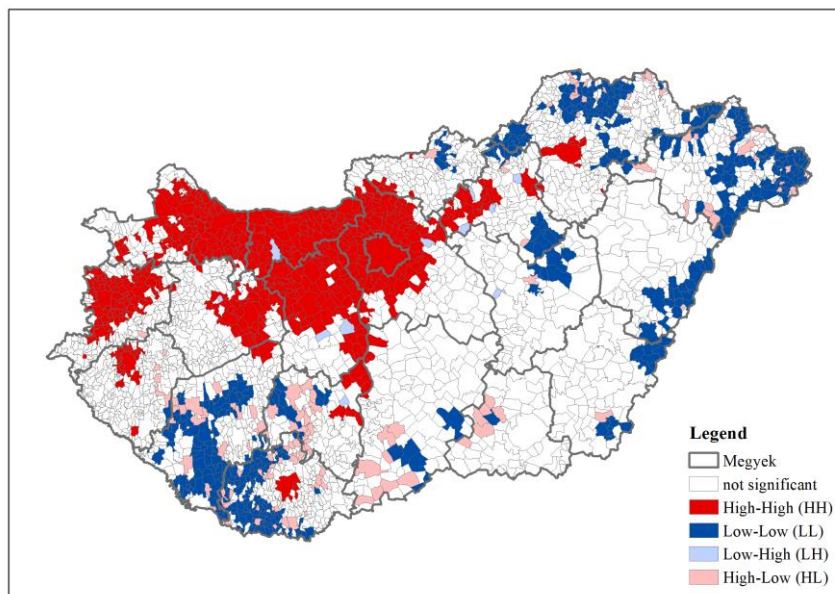 Legend
Megyek
not significant
High-High (HH)
Low-Low (LL)
Low-High (LH)
High-Low (HL)